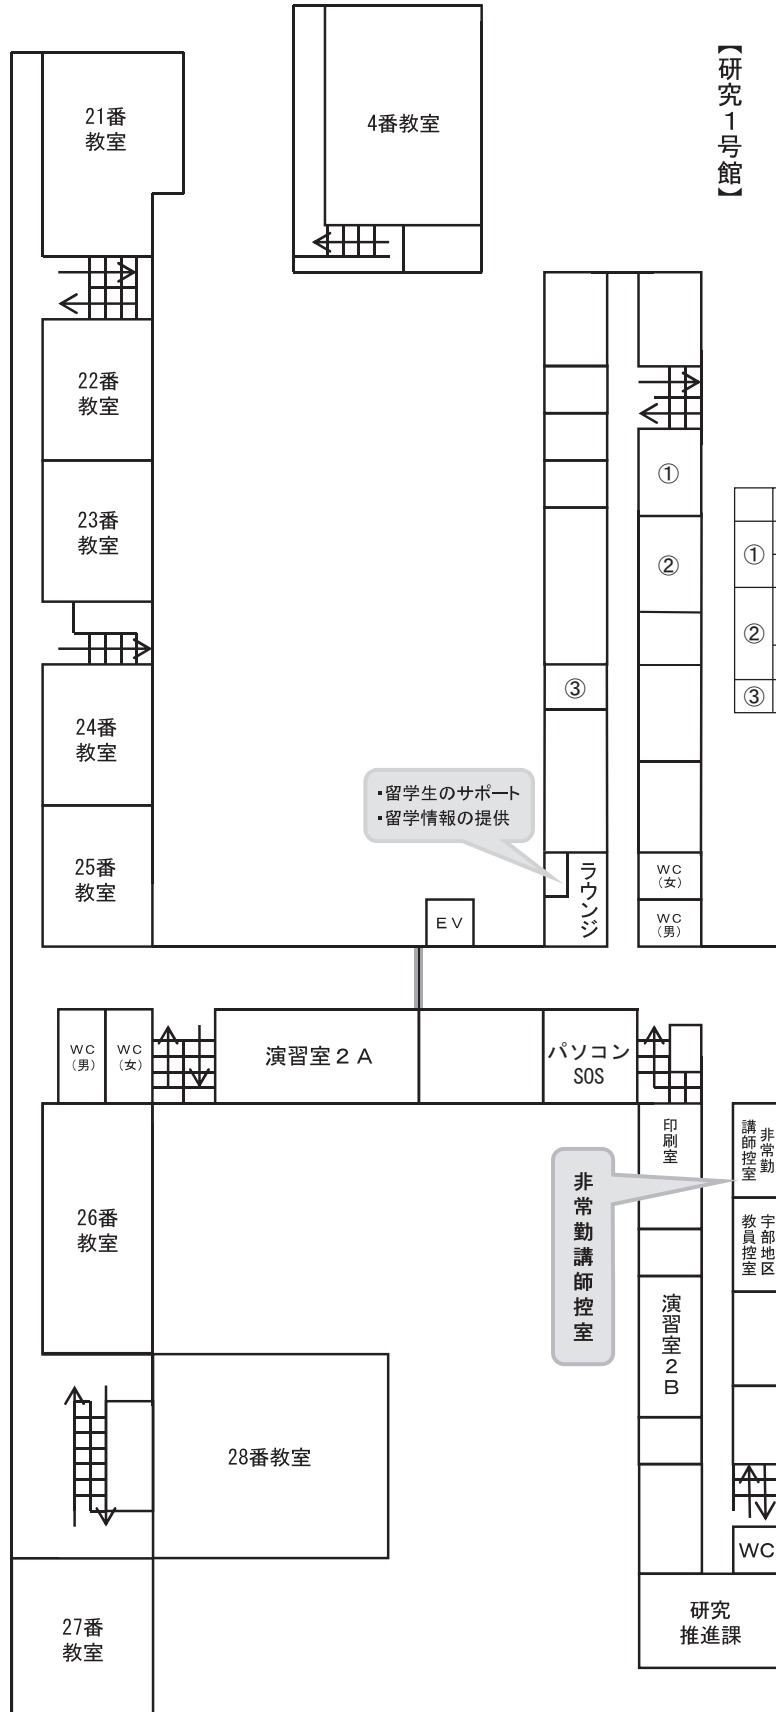 【研究１号館】
21番
教室
4番教室
22番
教室
①
23番
教室
②
①
②
③
③
24番
教室
・留学生のサポート
・留学情報の提供
25番
教室
ラウンジ
WC
(女)
EV
WC
(男)
WC
(男)
WC
(女)
演習室２Ａ
パソコン
SOS
印刷室
非常勤
講師控室
非常勤講師控室
26番
教室
宇部地区
教員控室
演習室２Ｂ
28番教室
WC
研究
推進課
27番
教室